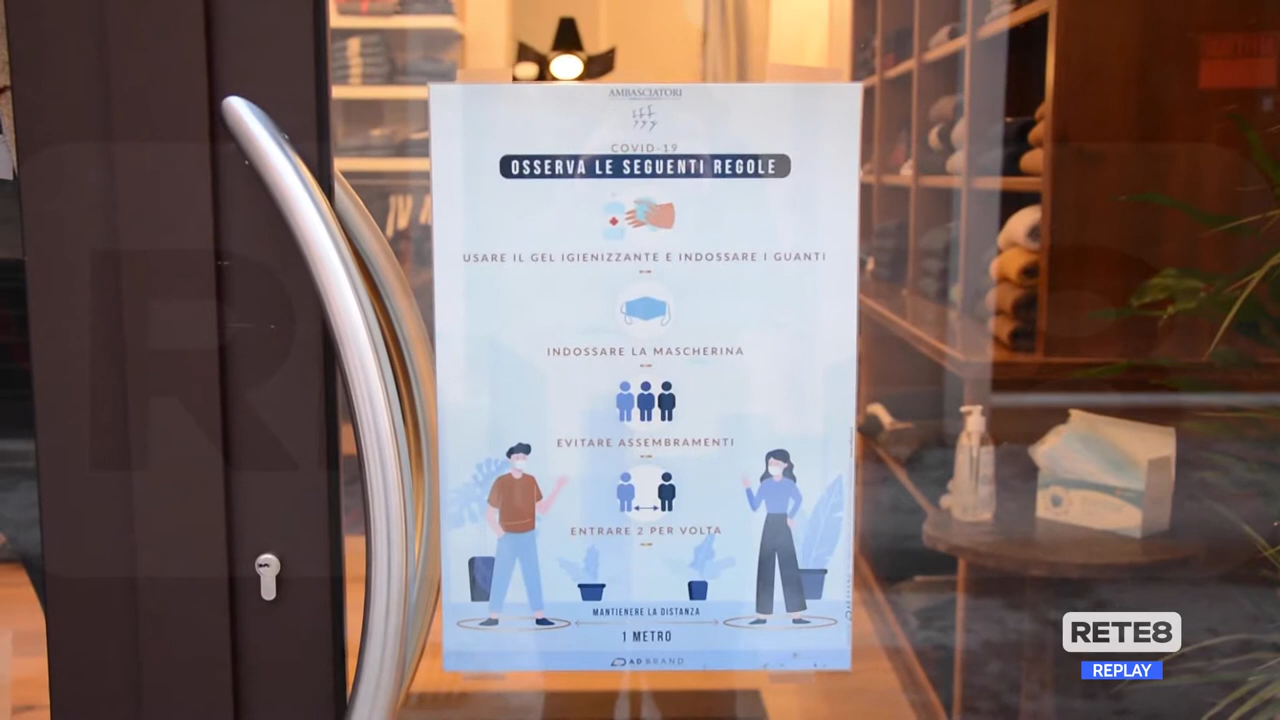 AMBASCIATORI
COVID-19
OSSERVA LE SEGUENTI REGOLE
USARE IL GEL IGIENIZZANTE E INDOSSARE I GUANTI
INDOSSARE LA MASCHERINA
EVITARE ASSEMBRAMENTI
ENTRARE 2 PER VOLTA
MANTIENERE LA DISTANZA
1 METRO
AD BRAND
RETE8
REPLAY